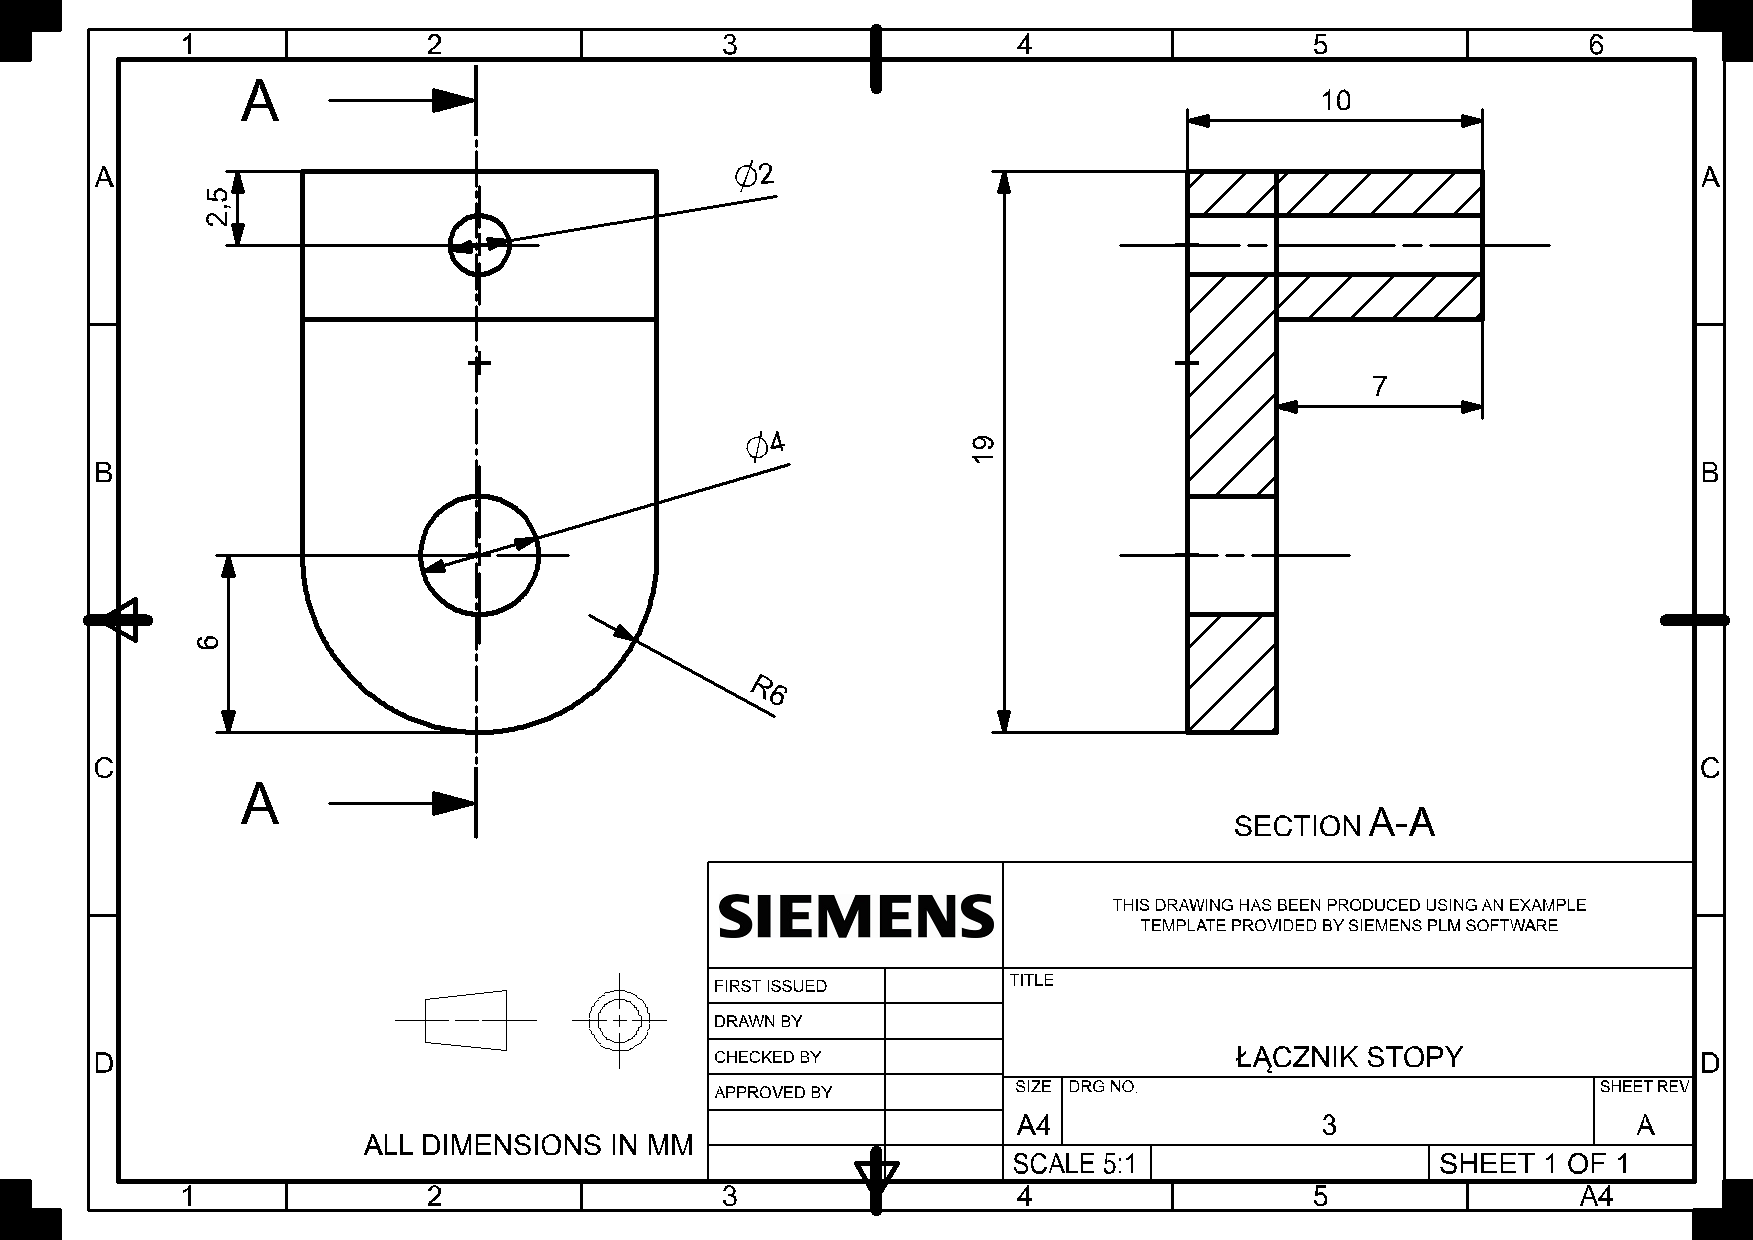 1 2 3 4 5 6
A A
A
10
⌀2
2,5
7
⌀4
19
B B
6
R6
C C
A
SECTION A-A
SIEMENS
THIS DRAWING HAS BEEN PRODUCED USING AN EXAMPLE
TEMPLATE PROVIDED BY SIEMENS PLM SOFTWARE
FIRST ISSUED
TITLE
DRAWN BY
CHECKED BY
ŁĄCZNIK STOPY
D D
APPROVED BY
SIZE DRG NO. SHEET REV
A4 3 A
ALL DIMENSIONS IN MM
SCALE 5:1 SHEET 1 OF 1
1 2 3 4 5 A4